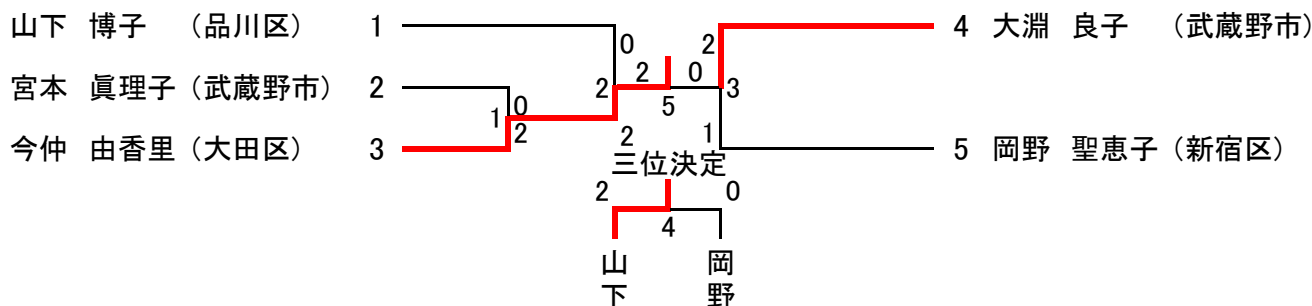 山下 博子 (品川区) 1
宮本 眞理子 (武蔵野市) 2
今仲 由香里 (大田区) 3
4 大淵 良子 (武蔵野市)
5 岡野 聖恵子 (新宿区)
0 2
2 0
2 3
1 0 5
2 2 1
三位決定
2 0
4
山下
岡野